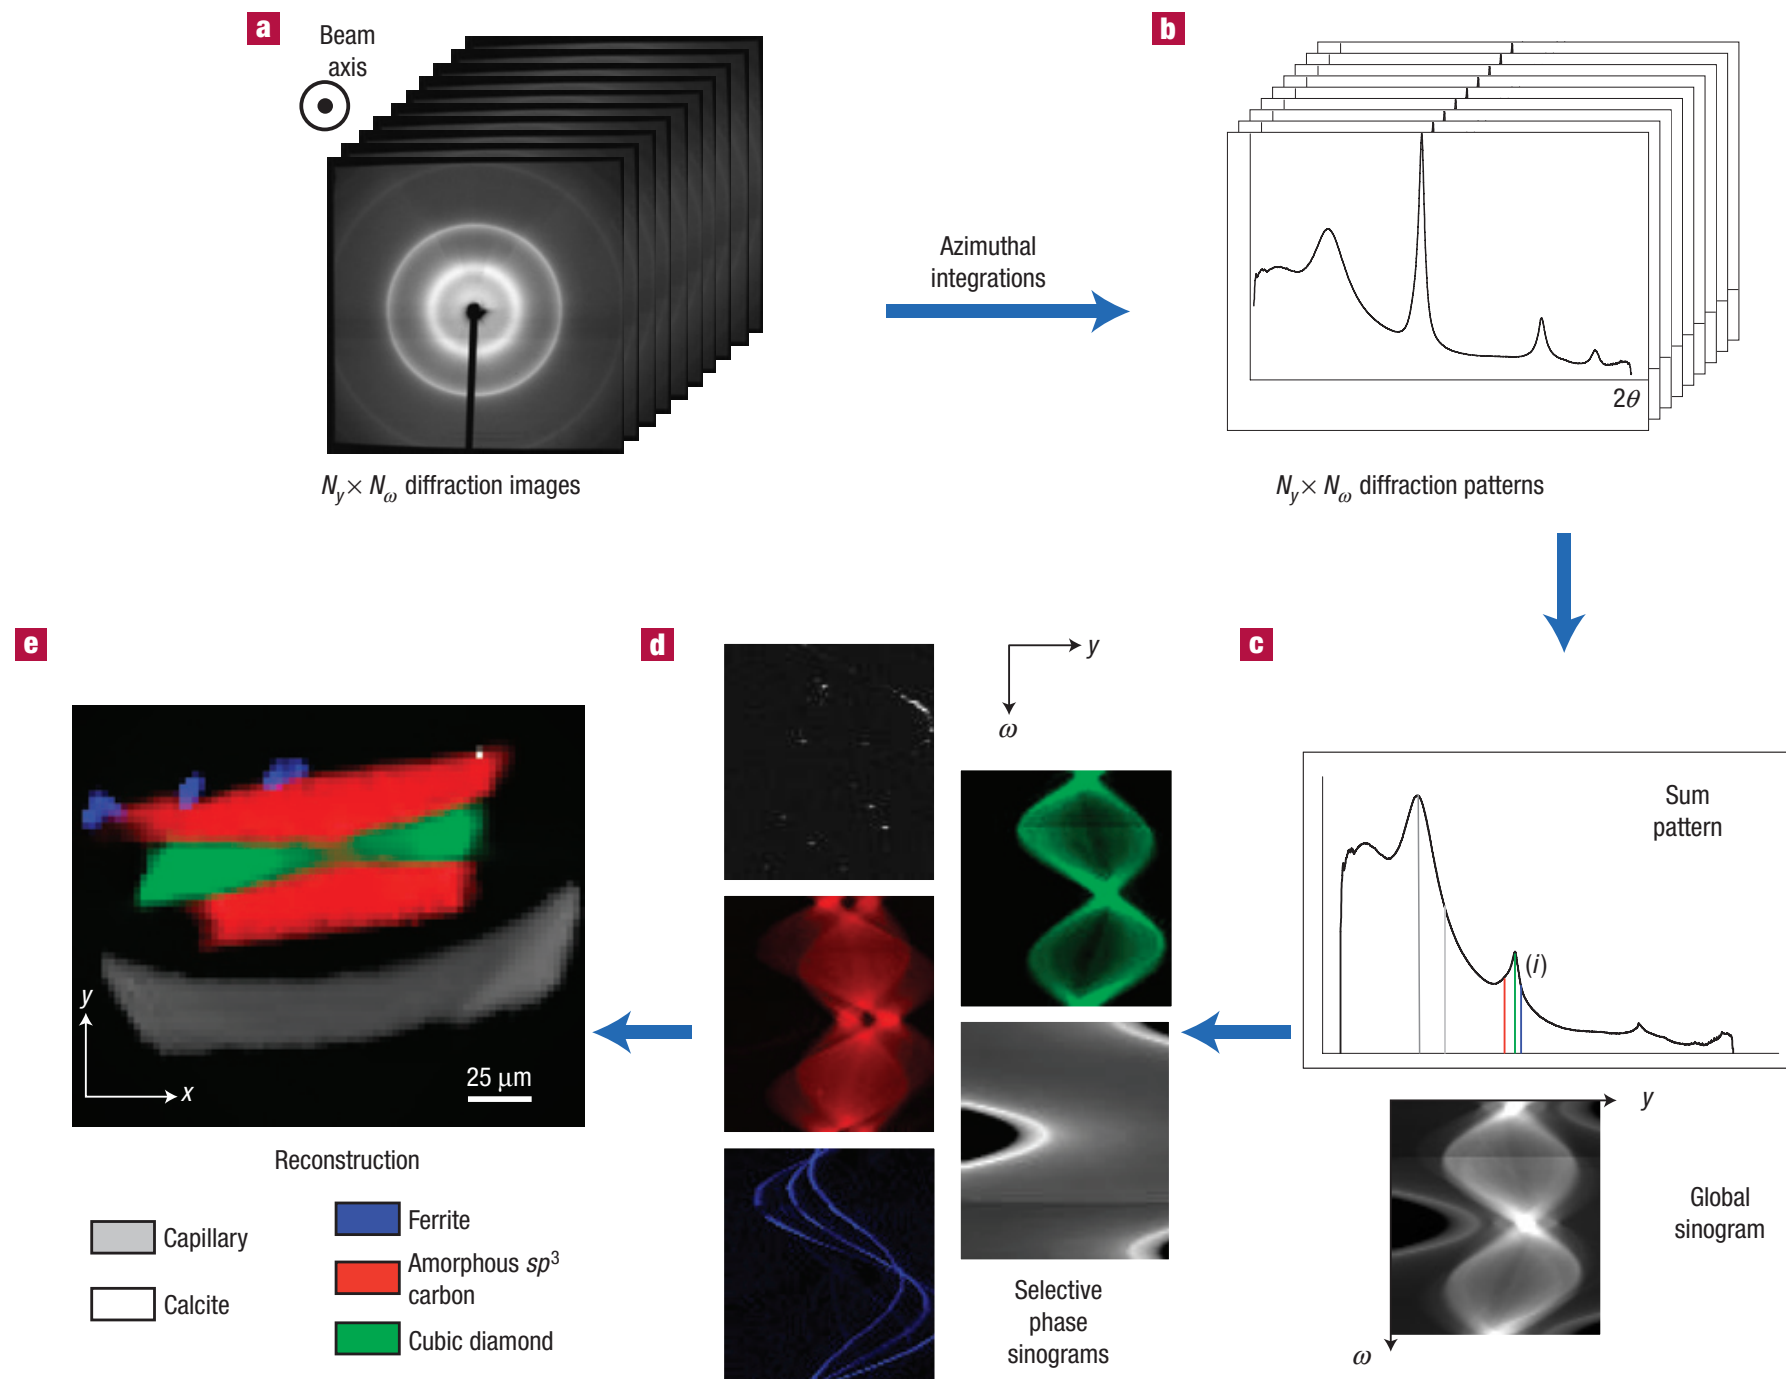 a
Beam
axis
N_y × N_ω diffraction images
Azimuthal
integrations
b
2θ
N_y × N_ω diffraction patterns
c
Sum
pattern
(i)
y
ω
Global
sinogram
d
y
ω
Selective
phase
sinograms
e
y
x
25 μm
Reconstruction
Capillary
Calcite
Ferrite
Amorphous sp³
carbon
Cubic diamond